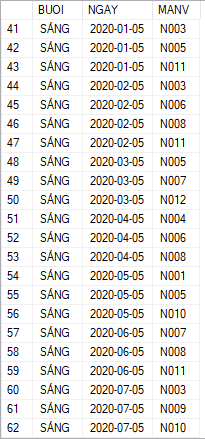 BUOI NGAY MANV
41 SÁNG 2020-01-05 N003
42 SÁNG 2020-01-05 N005
43 SÁNG 2020-01-05 N011
44 SÁNG 2020-02-05 N003
45 SÁNG 2020-02-05 N006
46 SÁNG 2020-02-05 N008
47 SÁNG 2020-02-05 N011
48 SÁNG 2020-03-05 N005
49 SÁNG 2020-03-05 N007
50 SÁNG 2020-03-05 N012
51 SÁNG 2020-04-05 N004
52 SÁNG 2020-04-05 N006
53 SÁNG 2020-04-05 N008
54 SÁNG 2020-05-05 N001
55 SÁNG 2020-05-05 N005
56 SÁNG 2020-05-05 N010
57 SÁNG 2020-06-05 N007
58 SÁNG 2020-06-05 N008
59 SÁNG 2020-06-05 N011
60 SÁNG 2020-07-05 N003
61 SÁNG 2020-07-05 N009
62 SÁNG 2020-07-05 N010